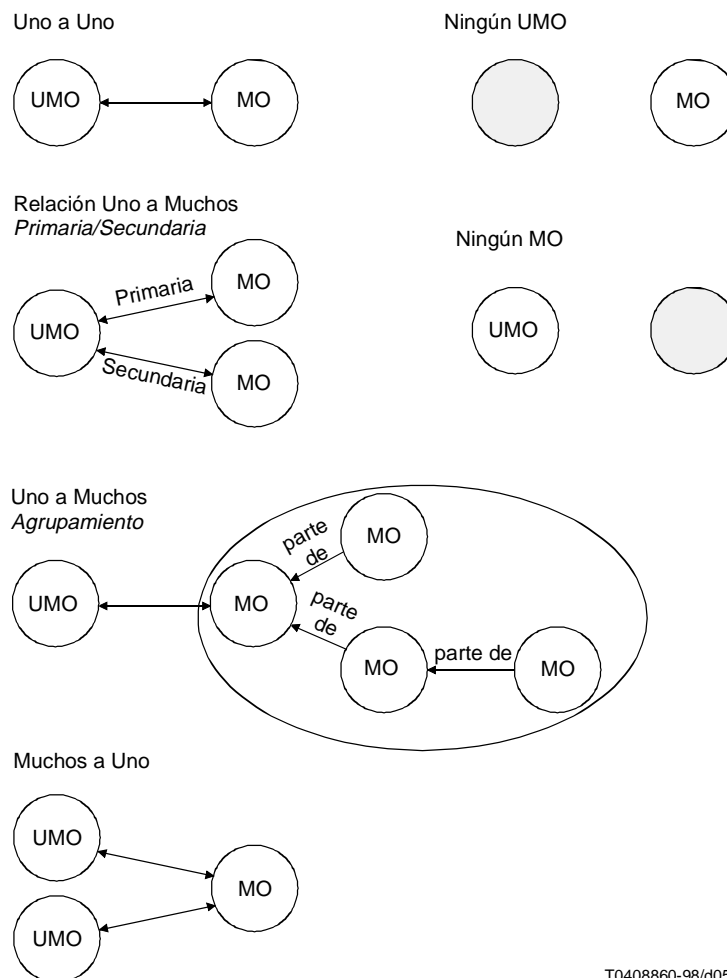 Uno a Uno
Ningún UMO
UMO
MO
MO
Relación Uno a Muchos
Primaria/Secundaria
Ningún MO
Primaria
MO
UMO
UMO
Secundaria
MO
Uno a Muchos
Agrupamiento
parte
de
MO
UMO
MO
parte
de
MO
parte de
MO
Muchos a Uno
UMO
MO
UMO
T0408860-98/d05